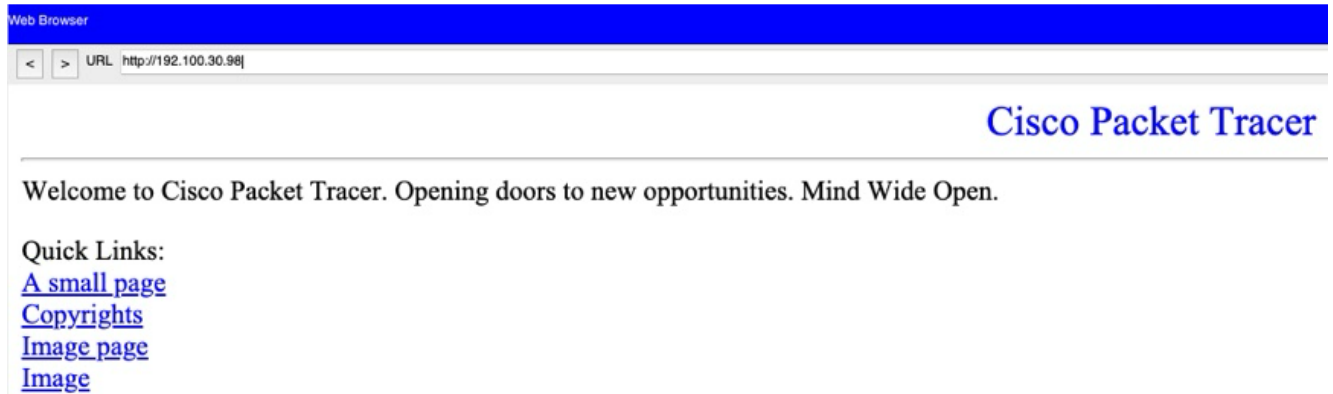 Web Browser
< > URL http://192.100.30.98
Cisco Packet Tracer
Welcome to Cisco Packet Tracer. Opening doors to new opportunities. Mind Wide Open.
Quick Links:
A small page
Copyrights
Image page
Image